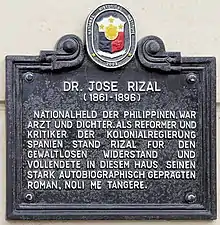 DR. JOSE RIZAL
(1861-1896)
NATIONALHELD DER PHILIPPINEN, WAR
ARZT UND DICHTER. ALS REFORMER UND
KRITIKER DER KOLONIALREGIERUNG
SPANIEN STAND RIZAL FÜR DEN
GEWALTLOSEN WIDERSTAND UND
VOLLENDETE IN DIESEM HAUS SEINEN
STARK AUTOBIOGRAPHISCH GEPRÄGTEN
ROMAN, NOLI ME TANGERE.